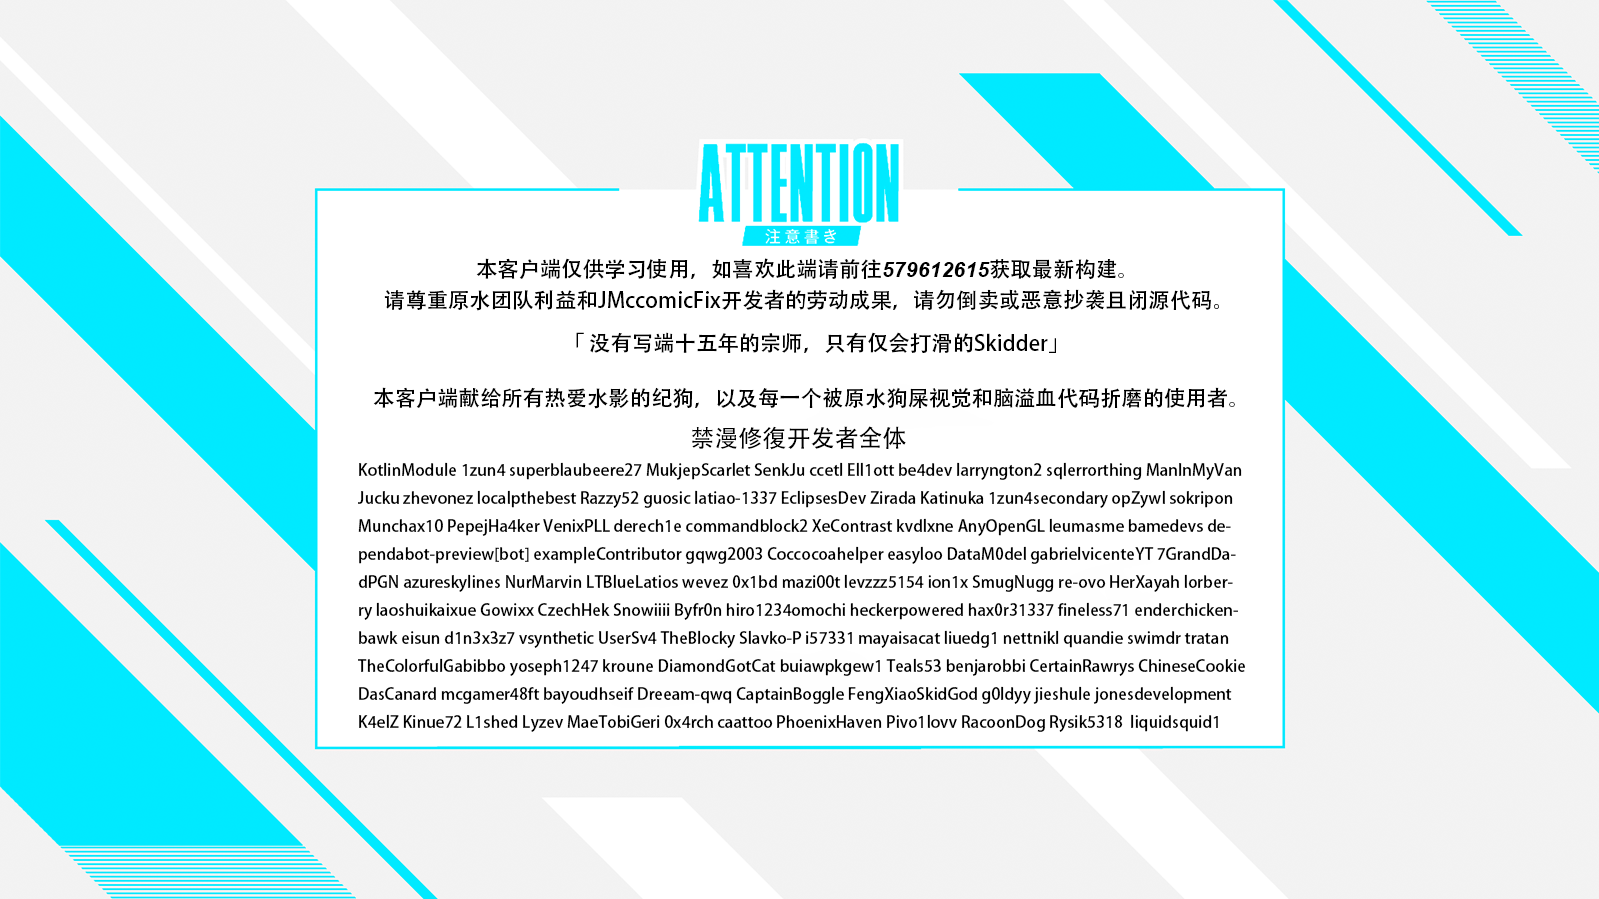 ATTENTION
注意書き
本客户端仅供学习使用，如喜欢此端请前往579612615获取最新构建。
请尊重原水团队利益和JMccomicFix开发者的劳动成果，请勿倒卖或恶意抄袭且闭源代码。
「没有写端十五年的宗师，只有仅会打滑的Skidder」
本客户端献给所有热爱水影的纪狗，以及每一个被原水狗屎视觉和脑溢血代码折磨的使用者。
禁漫修復开发者全体
KotlinModule 1zun4 superblaubeere27 MukjepScarlet SenkJu ccetl Ell1ott be4dev larryngton2 sqlerrorthing ManInMyVan
Jucku zhevonez localpthebest Razzy52 guosic latiao-1337 EclipsesDev Zirada Katinuka 1zun4secondary opZywl sokripon
Munchax10 PepejHa4ker VenixPLL derech1e commandblock2 XeContrast kvdlxne AnyOpenGL leumasme bamedevs de-
pendabot-preview[bot] exampleContributor gqwg2003 Coccocoahelper easyloo DataM0del gabrielvicenteYT 7GrandDa-
dPGN azureskylines NurMarvin LTBlueLatios wevez 0x1bd mazi00t levzzz5154 ion1x SmugNugg re-ovo HerXayah lorber-
ry laoshuikaixue Gowixx CzechHek Snowiiii Byfr0n hiro1234omochi heckerpowered hax0r31337 fineless71 enderchicken-
bawk eisun d1n3x3z7 vsynthetic UserSv4 TheBlocky Slavko-P i57331 mayaisacat liuedg1 nettnikl quandie swimdr tratan
TheColorfulGabibbo yoseph1247 kroune DiamondGotCat buiawpkgew1 Teals53 benjarobbi CertainRawrys ChineseCookie
DasCanard mcgamer48ft bayoudhseif Dreeam-qwq CaptainBoggle FengXiaoSkidGod g0ldyy jieshule jonesdevelopment
K4elZ Kinue72 L1shed Lyzev MaeTobiGeri 0x4rch caattoo PhoenixHaven Pivo1lovv RacoonDog Rysik5318 liquidsquid1